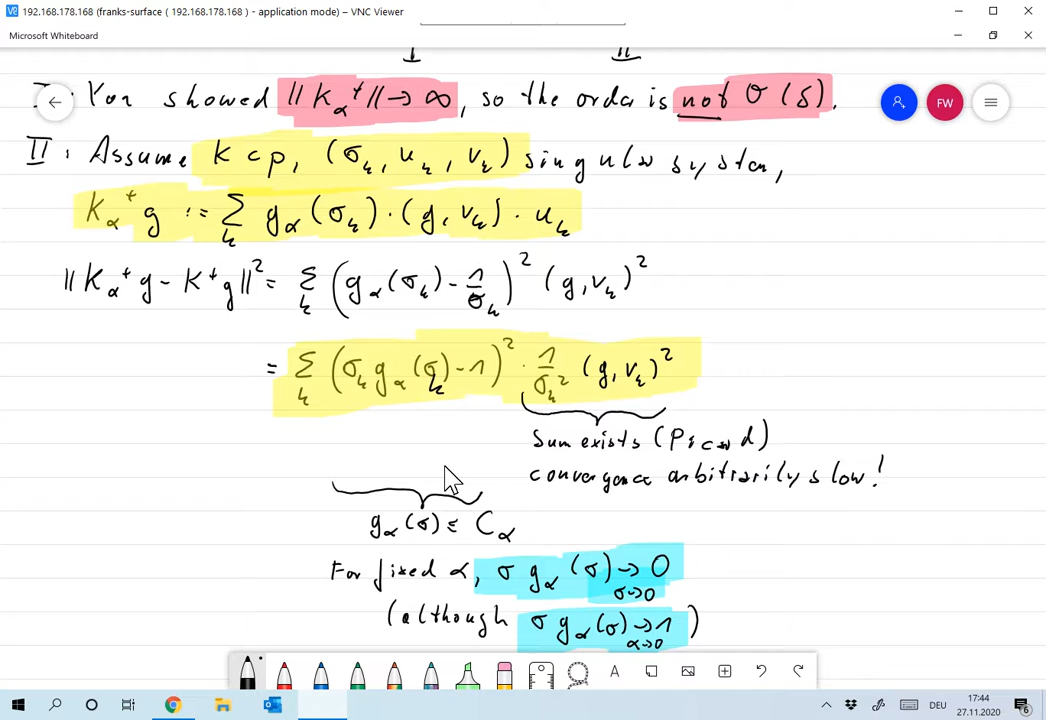 192.168.178.168 (franks-surface ( 192.168.178.168 ) - application mode) – VNC Viewer
Microsoft Whiteboard
I II
I: You showed ||K_α^+|| → ∞, so the order is not O(δ).
FW
II: Assume K cp, (σ_k, u_k, v_k) singular system,
K_α^+ g := Σ_k g_α(σ_k) · (g, v_k) · u_k
||K_α^+ g - K^+ g||² = Σ_k (g_α(σ_k) - 1/σ_k)² (g, v_k)²
= Σ_k (σ_k g_α(σ_k) - 1)² · 1/σ_k² (g, v_k)²
Sum exists (Picard)
convergence arbitrarily slow!
g_α(σ) ≤ C_α
For fixed α, σ g_α(σ) → 0
σ→0
(although σ g_α(σ) → 1)
α→0
A
DEU
17:44
27.11.2020
6